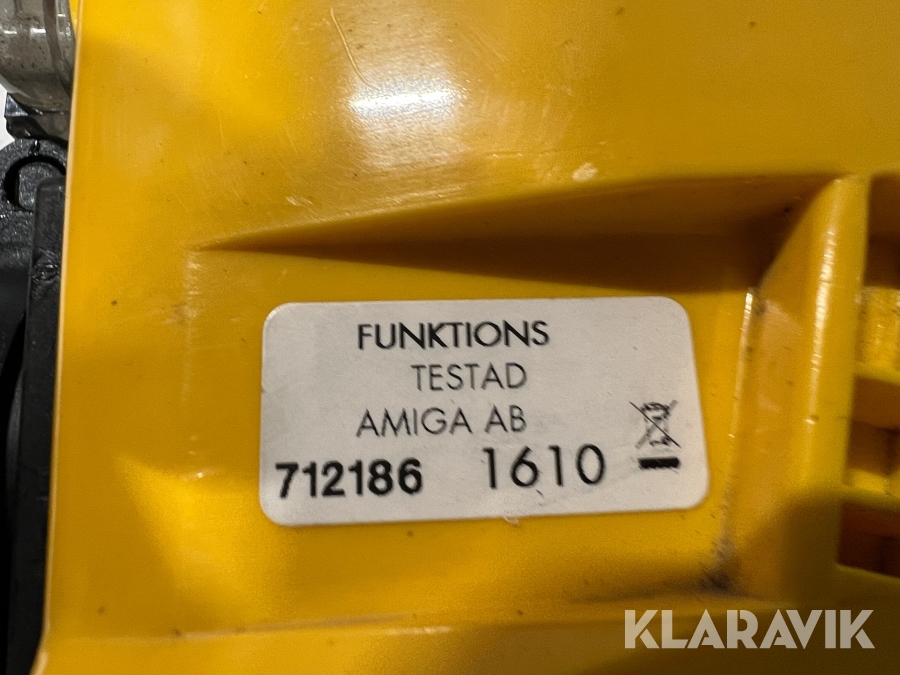 FUNKTIONS
TESTAD
AMIGA AB
712186 1610
KLARAVIK